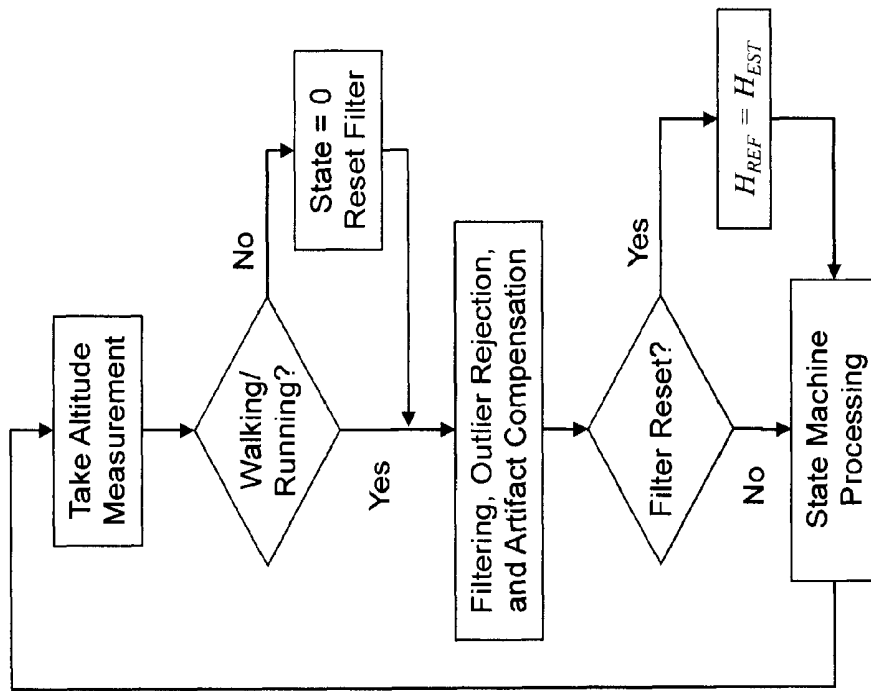 Take Altitude
Measurement
Walking/
Running?
No
State = 0
Reset Filter
Yes
Filtering, Outlier Rejection,
and Artifact Compensation
Filter Reset?
Yes
H_REF = H_EST
No
State Machine
Processing